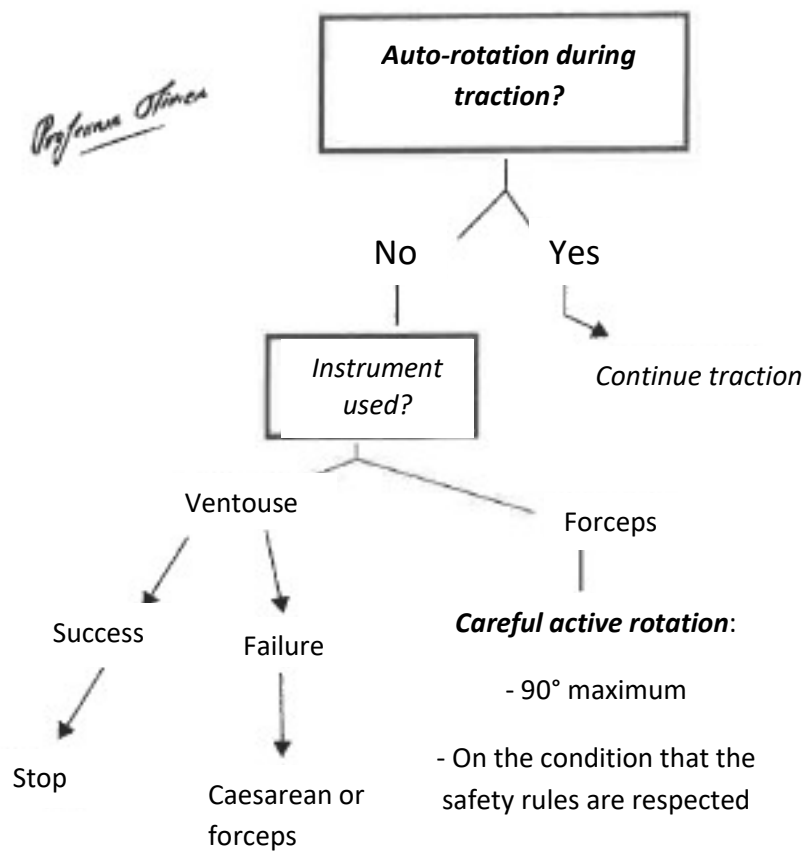 Auto-rotation during
traction?
No
Yes
Instrument
used?
Continue traction
Ventouse
Forceps
Success
Failure
Careful active rotation:
- 90° maximum
- On the condition that the
safety rules are respected
Stop
Caesarean or
forceps